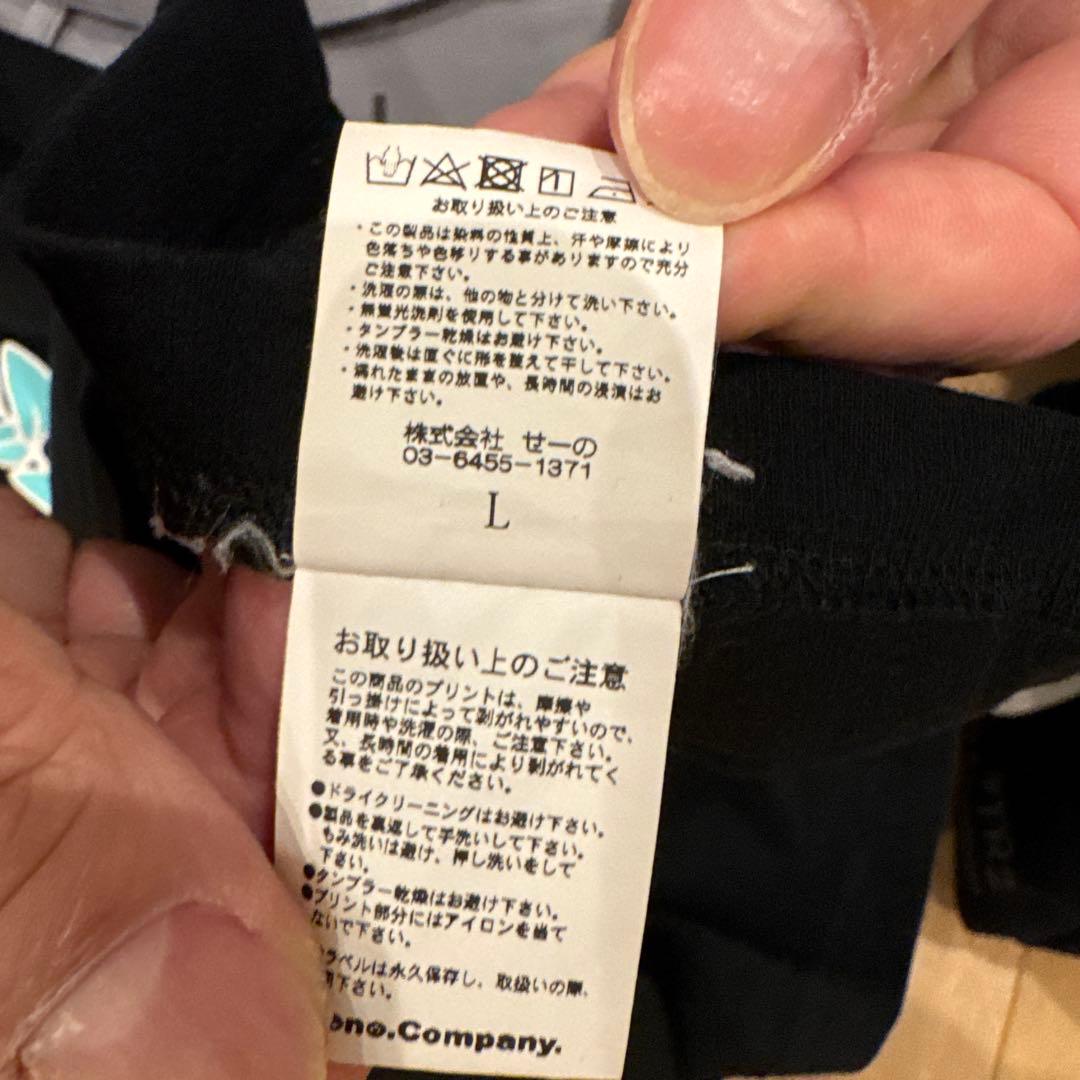 お取り扱い上のご注意
・この製品は染料の性質上、汗や摩擦により
色落ちや色移りする事がありますので充分
ご注意下さい。
・洗濯の際は、他の物と分けて洗い下さい。
・無蛍光洗剤を使用して下さい。
・タンブラー乾燥はお避け下さい。
・洗濯後は直ぐに形を整えて干して下さい。
・濡れたままの放置や、長時間の浸漬はお
避け下さい。
株式会社 せーの
03-6455-1371
L
お取り扱い上のご注意
この商品のプリントは、摩擦や
引っ掛けによって剥がれやすいので、
着用時や洗濯の際、ご注意下さい。
又、長時間の着用により剥がれてく
る事をご了承ください。
●ドライクリーニングはお避け下さい。
●製品を裏返して手洗いして下さい。
もみ洗いは避け、押し洗いをして
下さい。
●タンブラー乾燥はお避け下さい。
●プリント部分にはアイロンを当て
ないで下さい。
ラベルは永久保存し、取扱いの際、
下さい。
eno.Company.